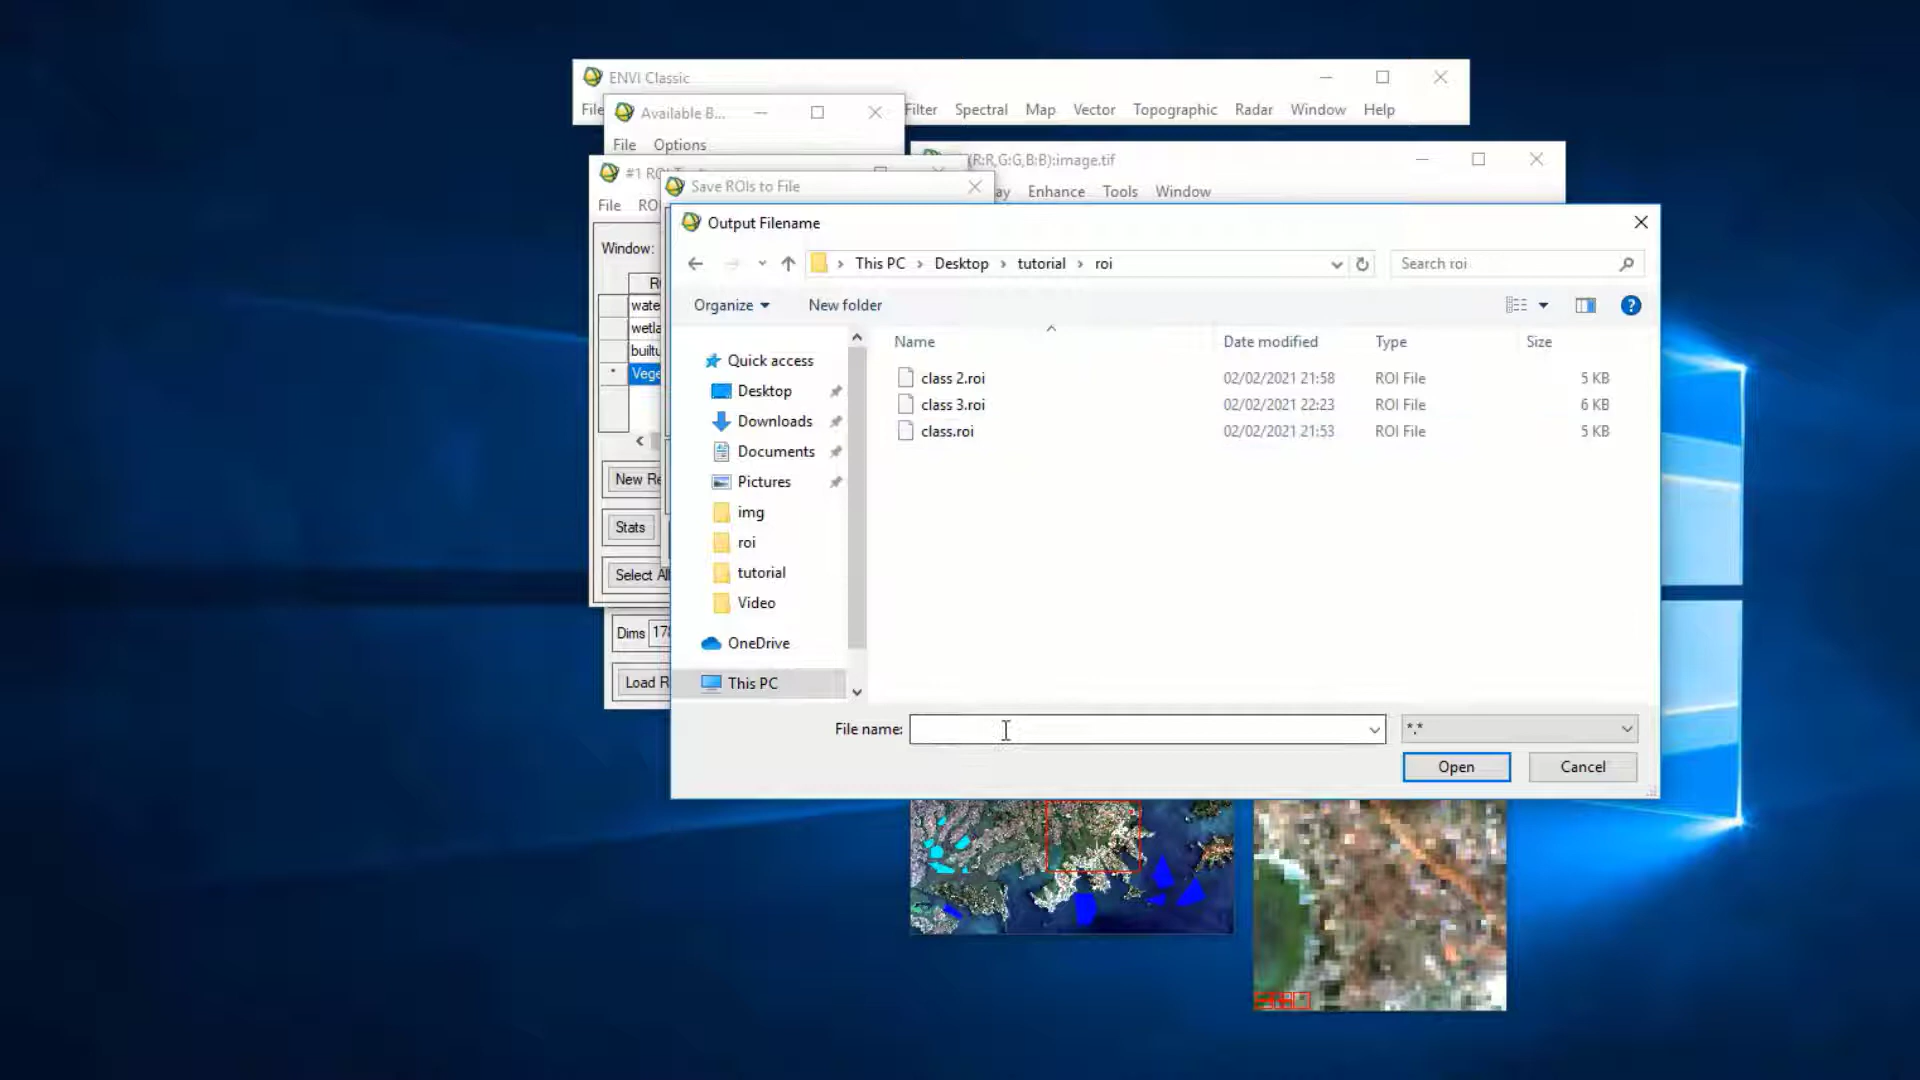 ENVI Classic
File
Filter Spectral Map Vector Topographic Radar Window Help
Available B...
File Options
(R:R,G:G,B:B):image.tif
Enhance Tools Window
#1 RO
File
Save ROIs to File
Window:
Stats
Select All
Dims
Output Filename
This PC › Desktop › tutorial › roi
Search roi
Organize
New folder
Name Date modified Type Size
class 2.roi 02/02/2021 21:58 ROI File 5 KB
class 3.roi 02/02/2021 22:23 ROI File 6 KB
class.roi 02/02/2021 21:53 ROI File 5 KB
Quick access
Desktop
Downloads
Documents
Pictures
img
roi
tutorial
Video
OneDrive
This PC
File name:
*.*
Open
Cancel